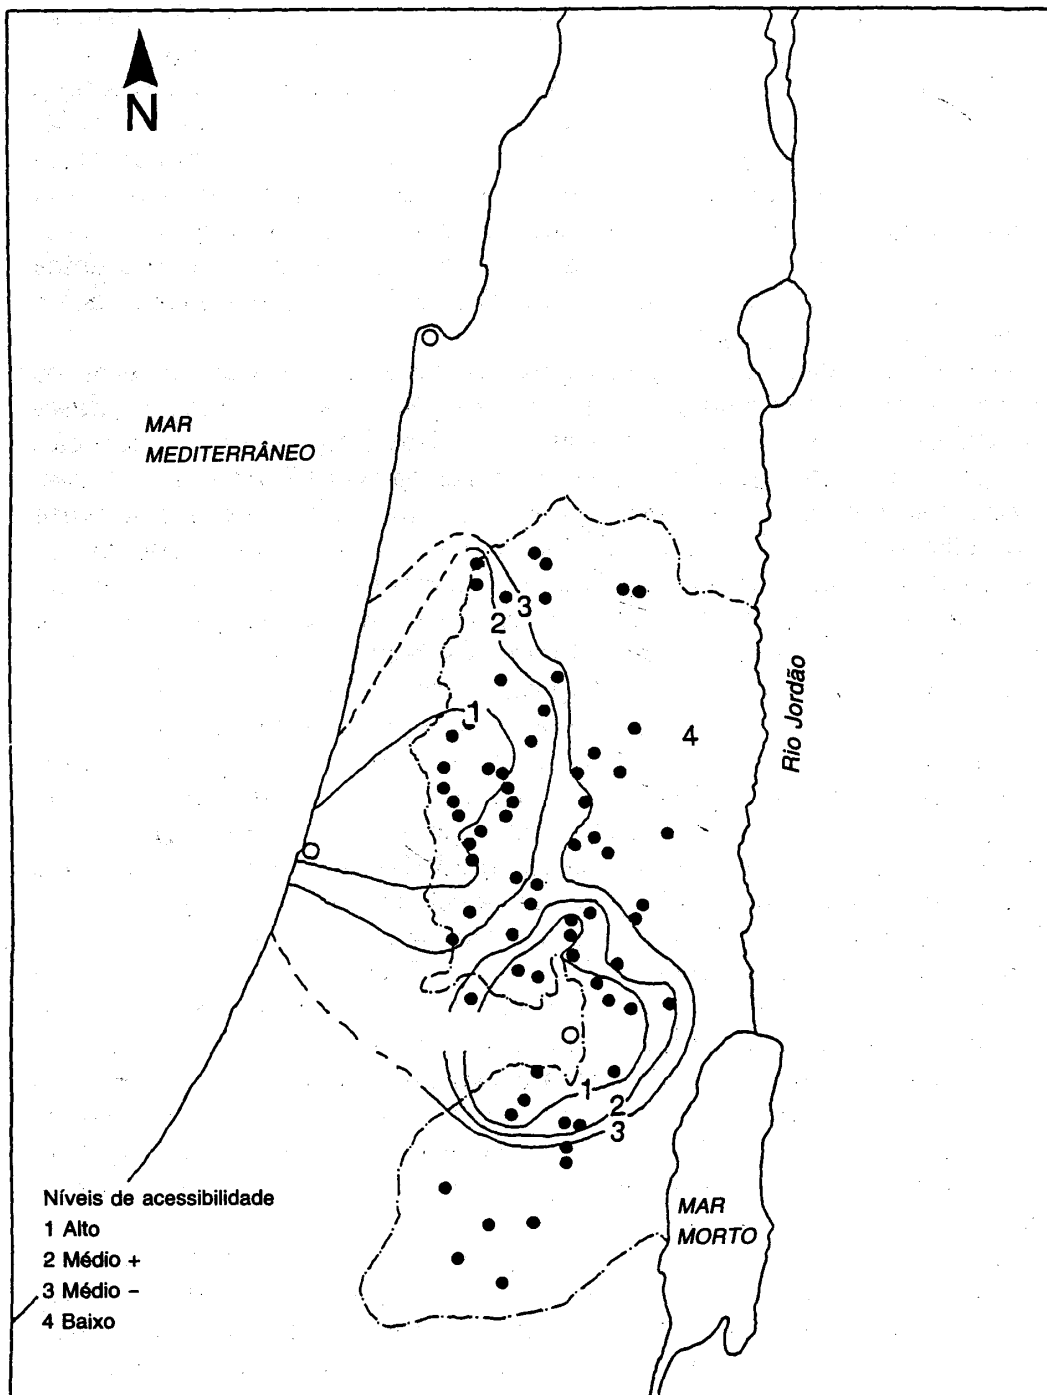 N
MAR
MEDITERRÂNEO
3
2
1
4
Rio Jordão
1
2
3
MAR
MORTO
Níveis de acessibilidade
1 Alto
2 Médio +
3 Médio -
4 Baixo